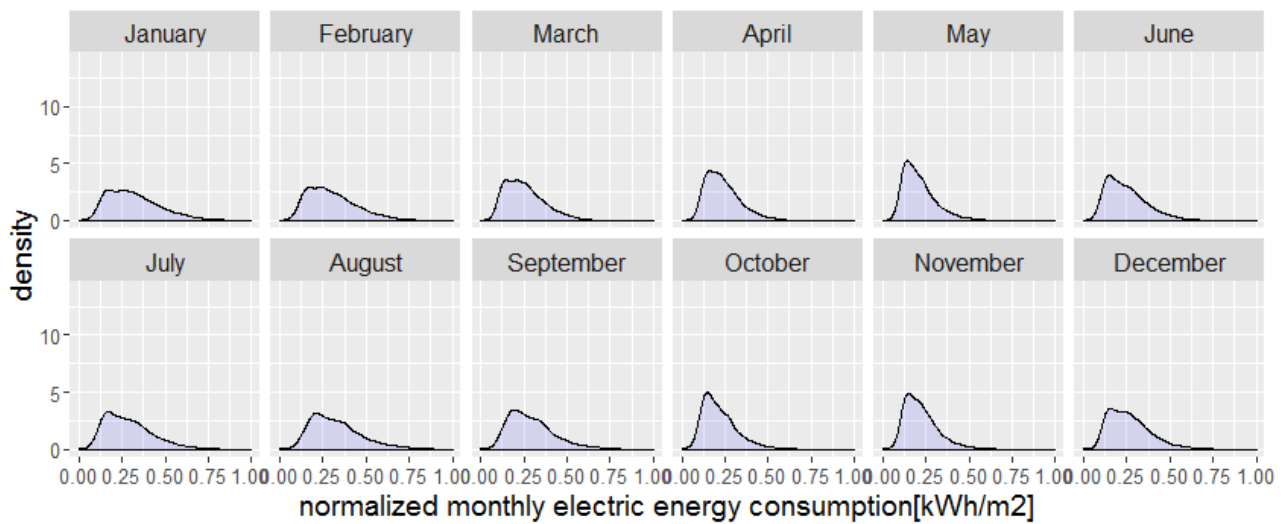 January February March April May June
10
5
0
density
July August September October November December
10
5
0
0.00 0.25 0.50 0.75 1.00 0.00 0.25 0.50 0.75 1.00 0.00 0.25 0.50 0.75 1.00 0.00 0.25 0.50 0.75 1.00 0.00 0.25 0.50 0.75 1.00 0.00 0.25 0.50 0.75 1.00
normalized monthly electric energy consumption[kWh/m2]